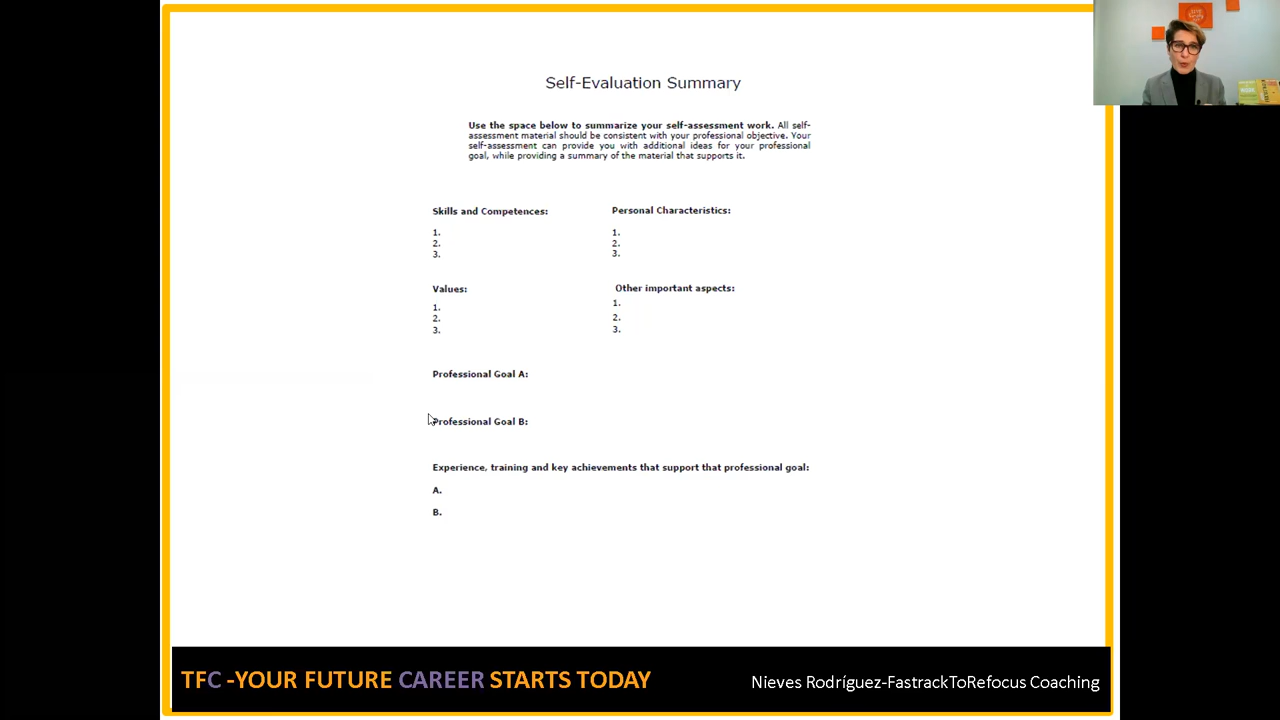 Self-Evaluation Summary
Use the space below to summarize your self-assessment work. All self-
assessment material should be consistent with your professional objective. Your
self-assessment can provide you with additional ideas for your professional
goal, while providing a summary of the material that supports it.
Skills and Competences:
1.
2.
3.
Personal Characteristics:
1.
2.
3.
Values:
1.
2.
3.
Other important aspects:
1.
2.
3.
Professional Goal A:
Professional Goal B:
Experience, training and key achievements that support that professional goal:
A.
B.
TFC -YOUR FUTURE CAREER STARTS TODAY
Nieves Rodríguez-FastrackToRefocus Coaching